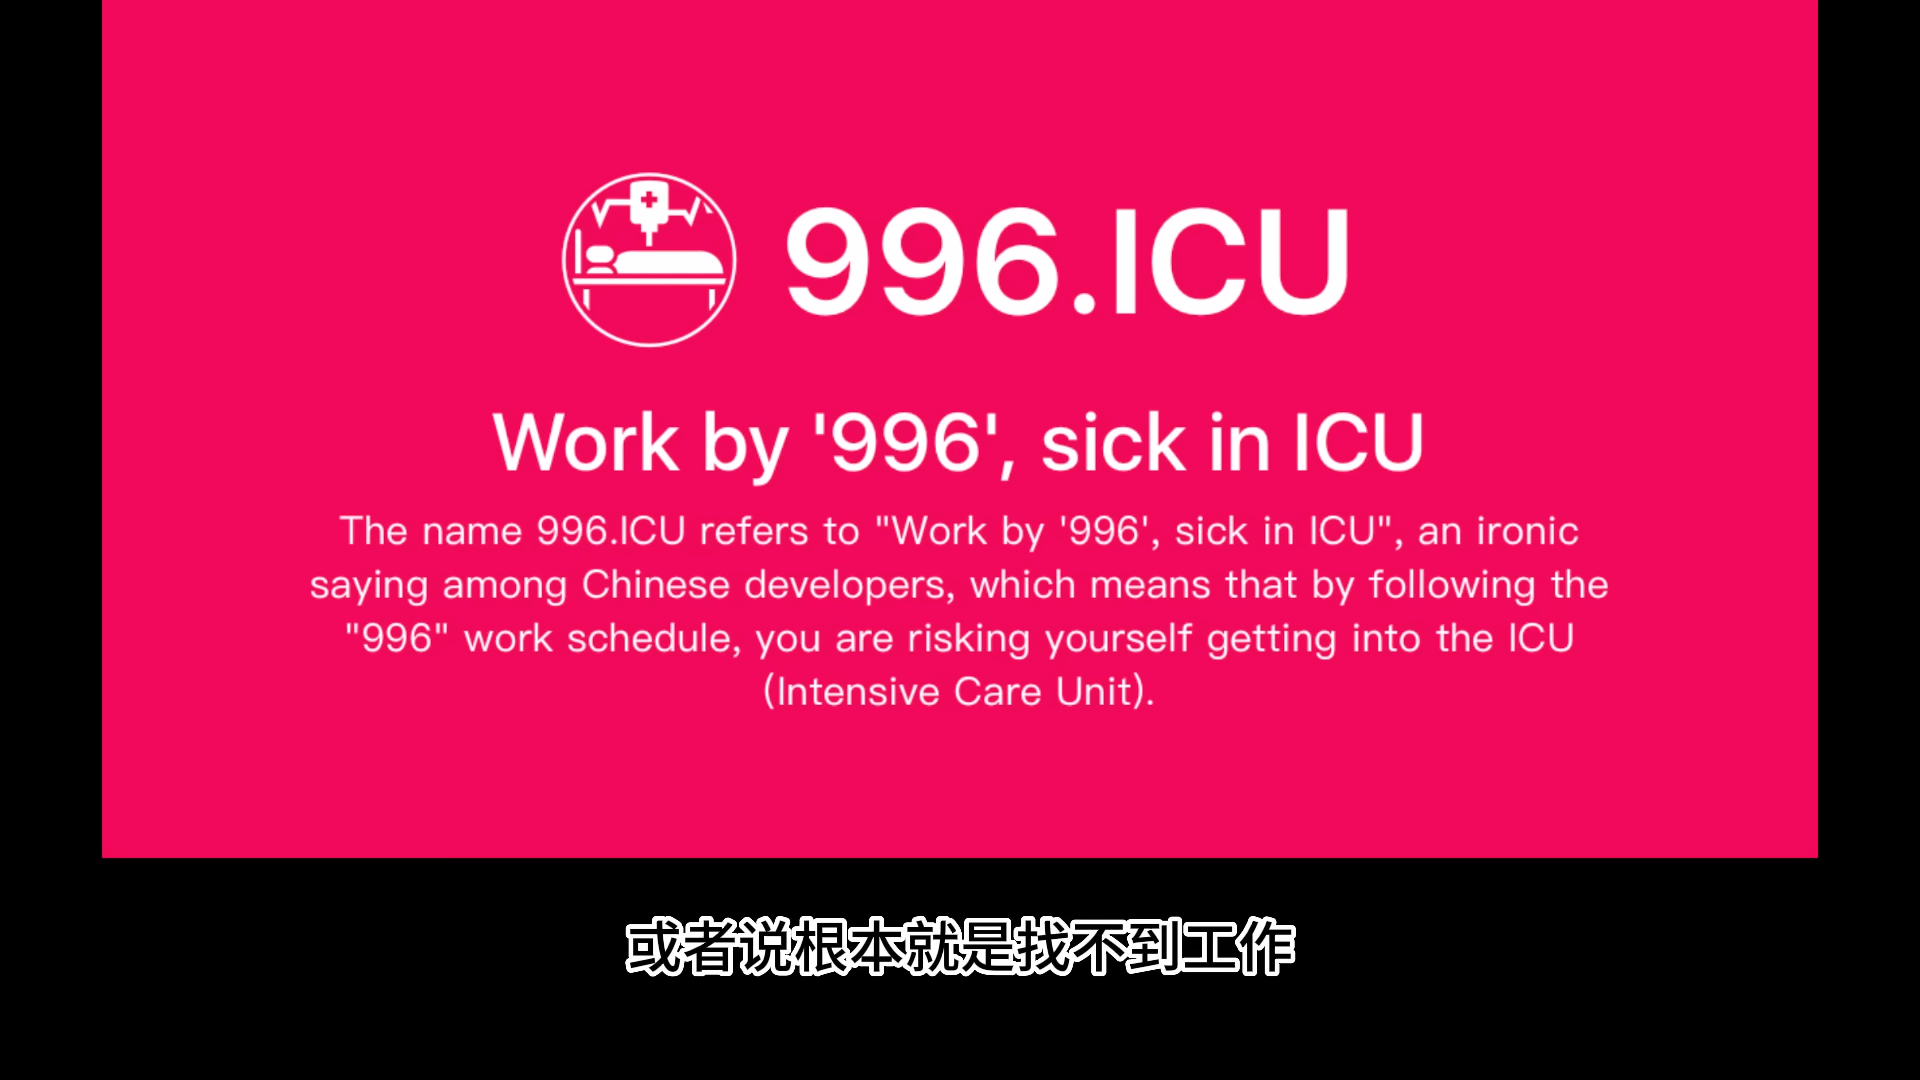 996.ICU
Work by '996', sick in ICU
The name 996.ICU refers to "Work by '996', sick in ICU", an ironic
saying among Chinese developers, which means that by following the
"996" work schedule, you are risking yourself getting into the ICU
(Intensive Care Unit).
或者说根本就是找不到工作